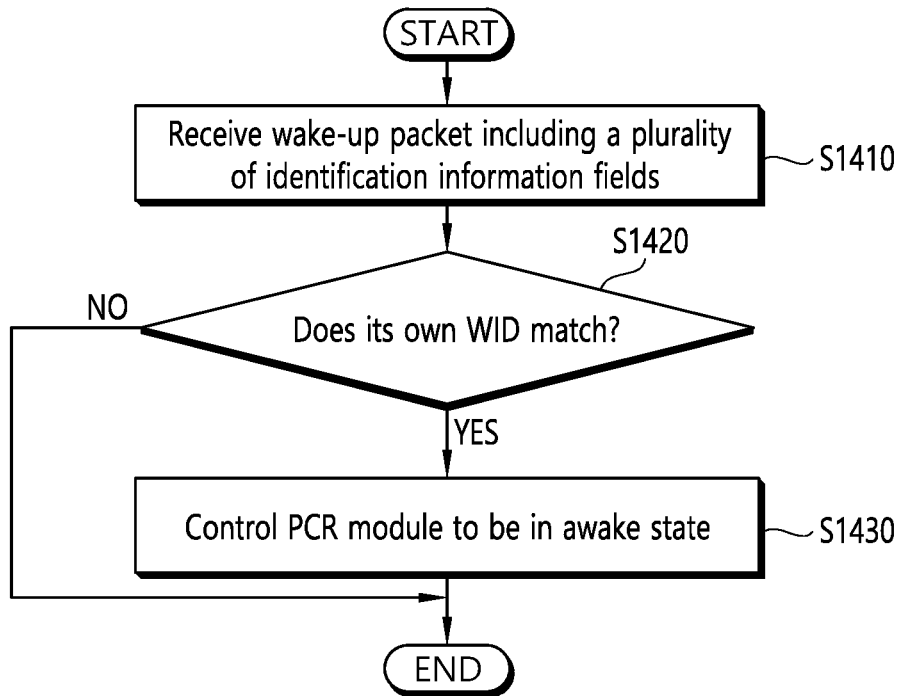 START
Receive wake-up packet including a plurality
of identification information fields
S1410
S1420
NO
Does its own WID match?
YES
Control PCR module to be in awake state
S1430
END